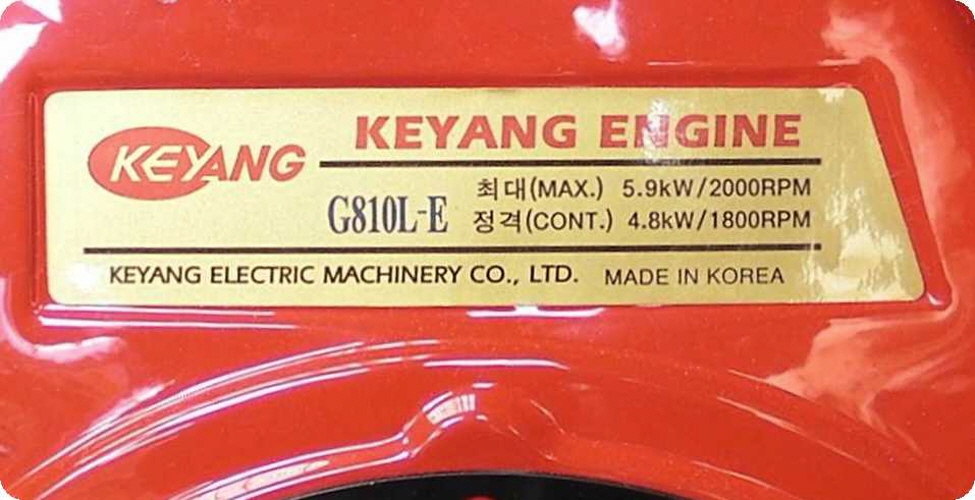 KEYANG
KEYANG ENGINE
G810L-E
최대(MAX.) 5.9kW/2000RPM
정격(CONT.) 4.8kW/1800RPM
KEYANG ELECTRIC MACHINERY CO., LTD. MADE IN KOREA